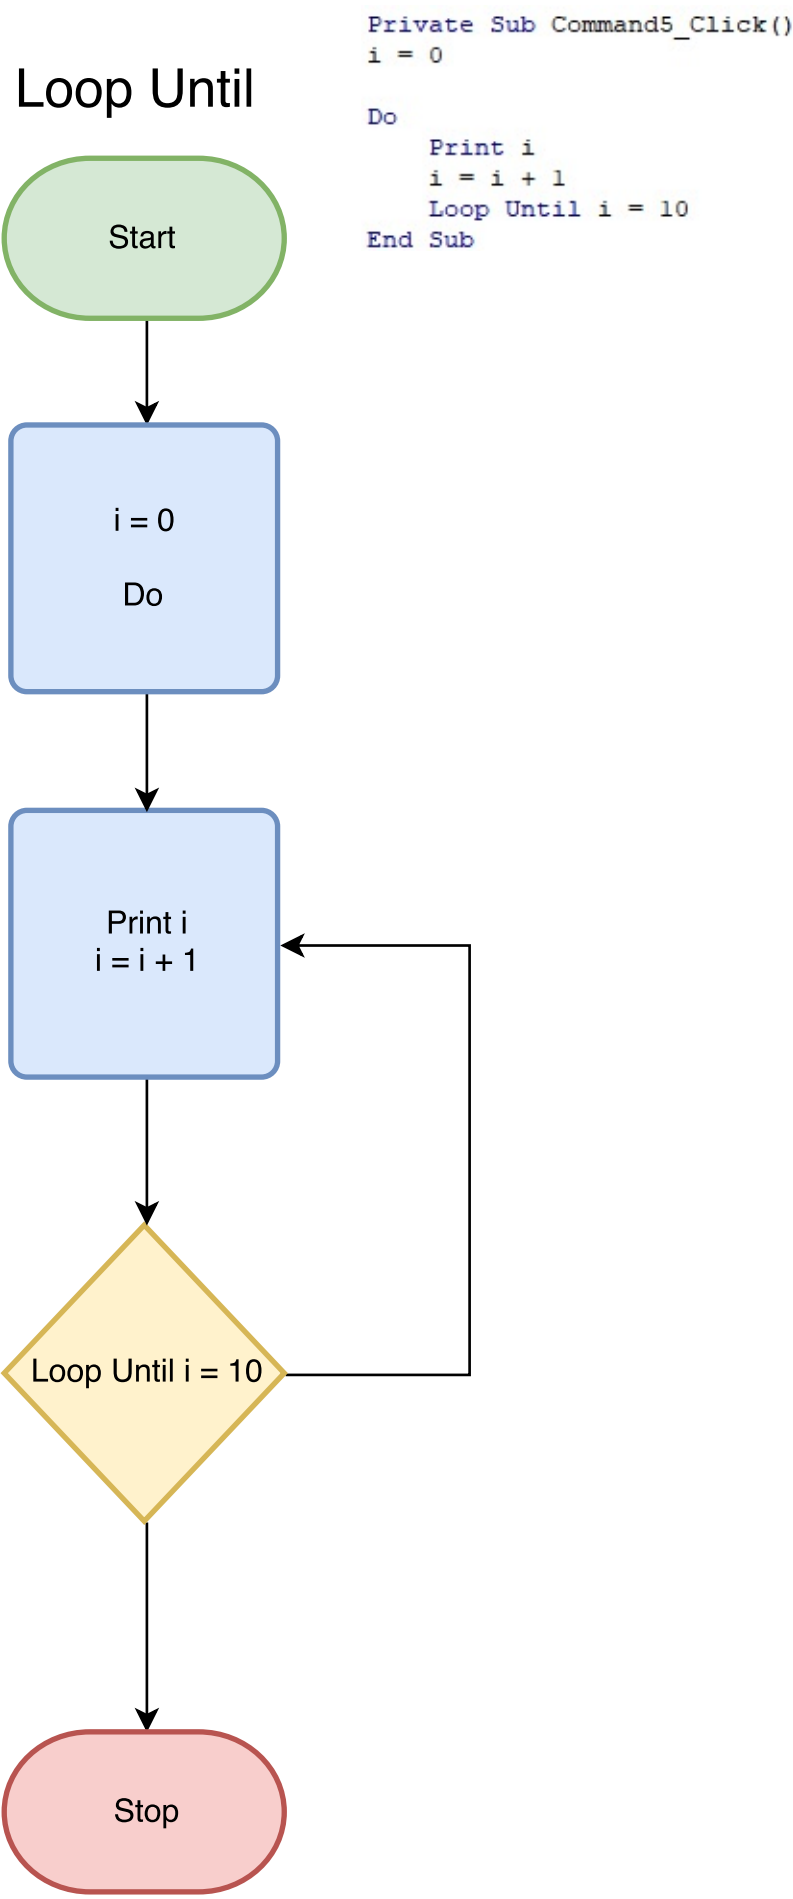 Loop Until
Private Sub Command5_Click()
i = 0
Do
Print i
i = i + 1
Loop Until i = 10
End Sub
Start
i = 0
Do
Print i
i = i + 1
Loop Until i = 10
Stop